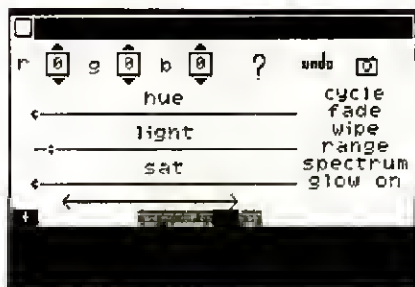 r 0 g 0 b 0 ? undo
hue
light
sat
cycle
fade
wipe
range
spectrum
glow on